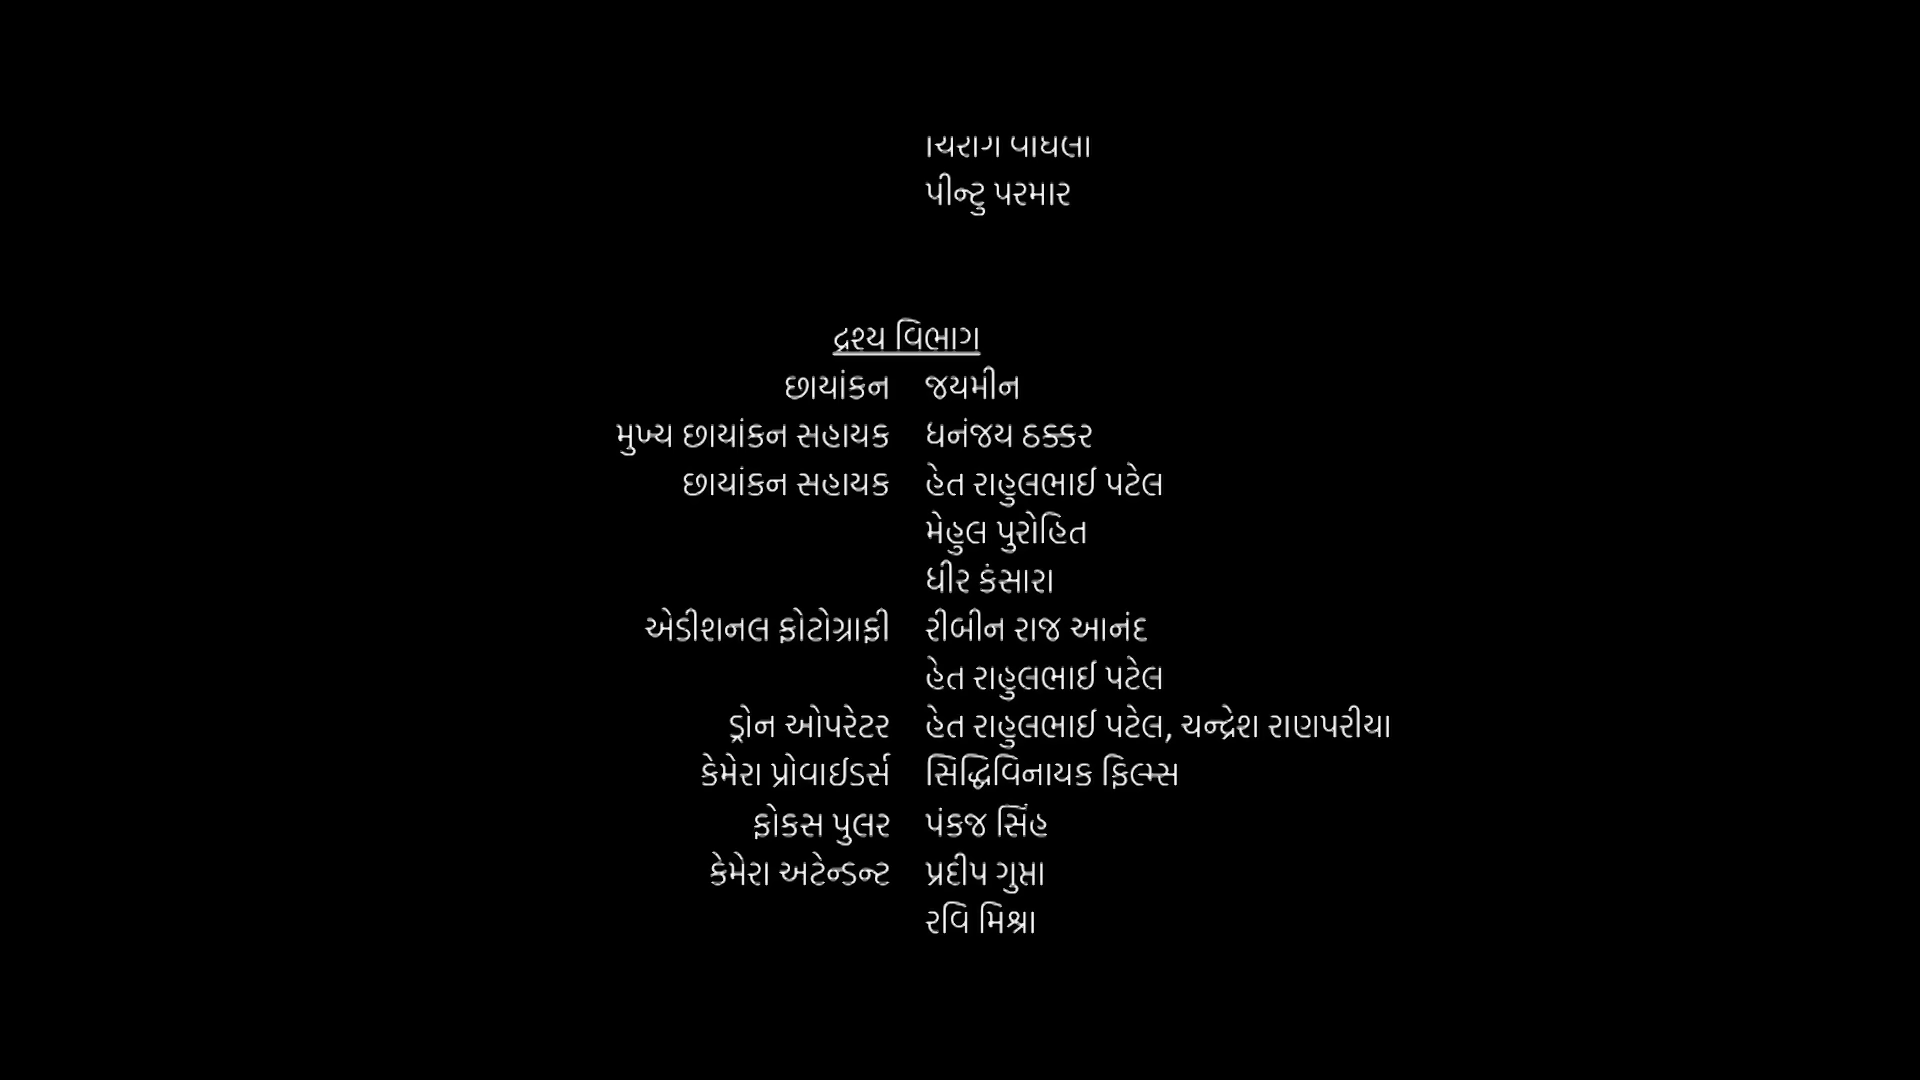 ચિરાગ વાઘેલા
પીન્ટુ પરમાર
દ્રશ્ય વિભાગ
છાયાંકન જયમીન
મુખ્ય છાયાંકન સહાયક ધનંજય ઠક્કર
છાયાંકન સહાયક હેત રાહુલભાઈ પટેલ
મેહુલ પુરોહિત
ધીર કંસારા
એડીશનલ ફોટોગ્રાફી રીબીન રાજ આનંદ
હેત રાહુલભાઈ પટેલ
ડ્રોન ઓપરેટર હેત રાહુલભાઈ પટેલ, ચન્દ્રેશ રાણપરીયા
કેમેરા પ્રોવાઈડર્સ સિદ્ધિવિનાયક ફિલ્મ્સ
ફોકસ પુલર પંકજ સિંહ
કેમેરા અટેન્ડન્ટ પ્રદીપ ગુપ્તા
રવિ મિશ્રા